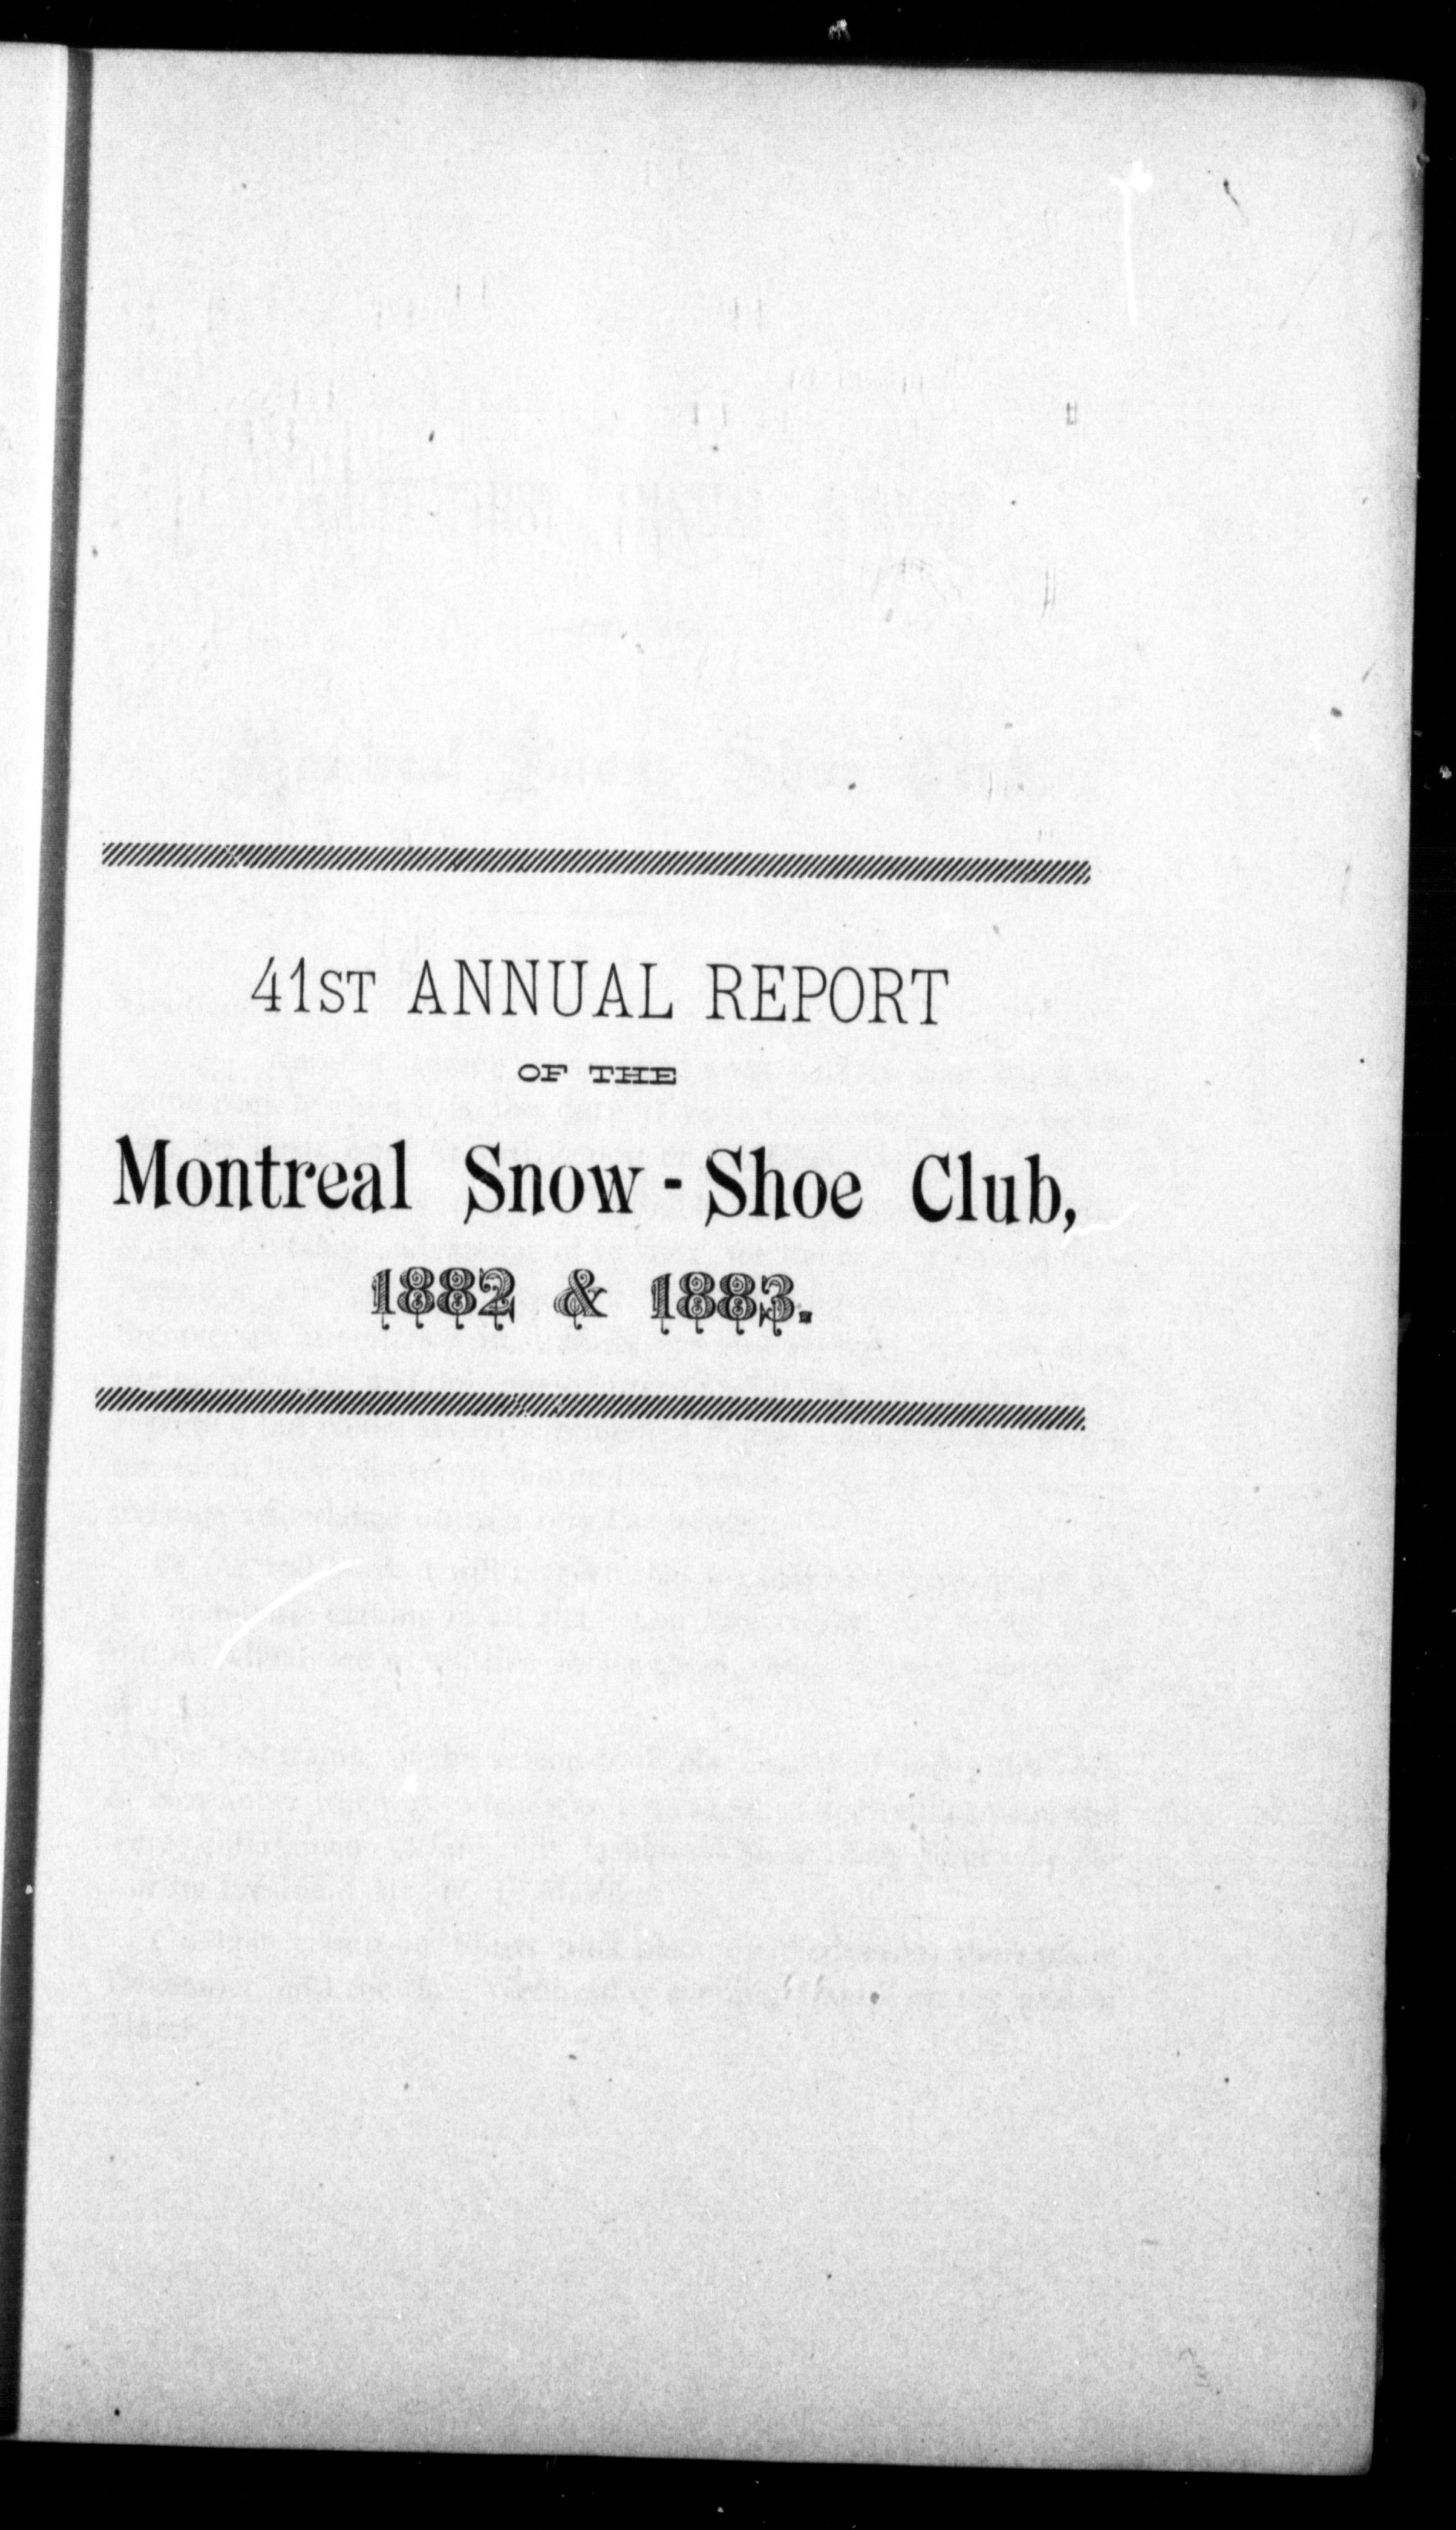 41ST ANNUAL REPORT
OF THE
Montreal Snow - Shoe Club,
1882 & 1883.